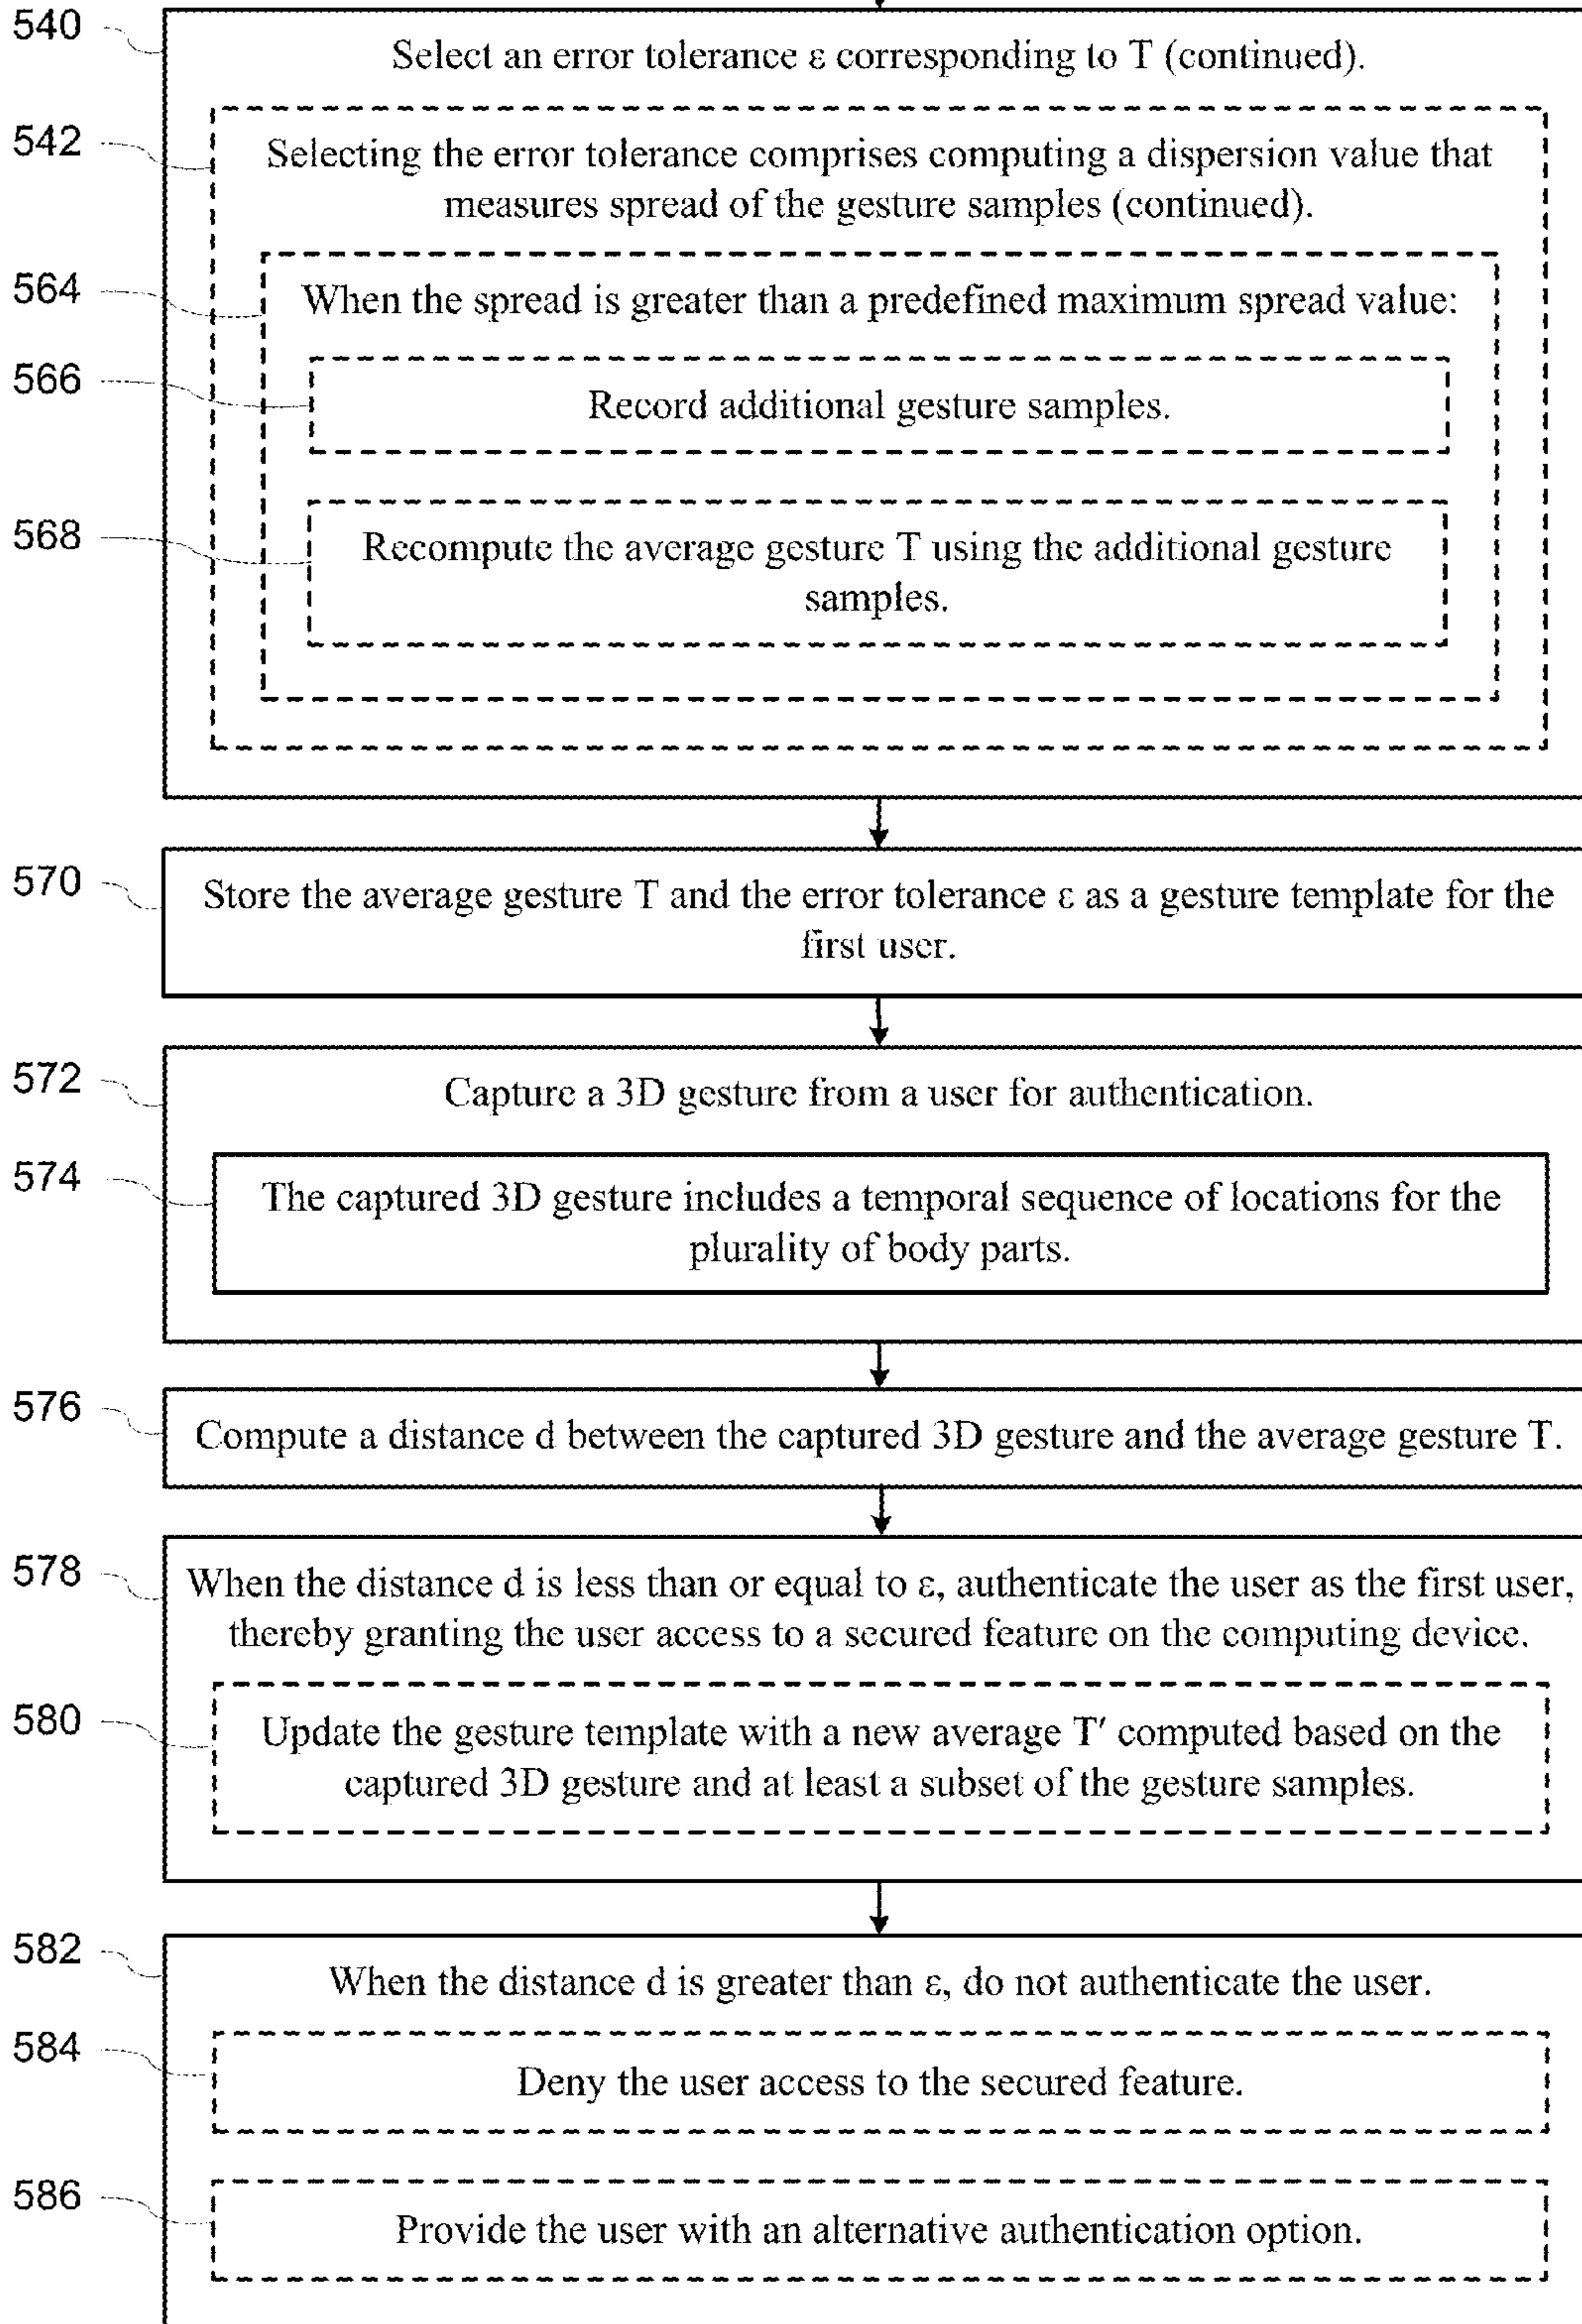 540
Select an error tolerance ε corresponding to T (continued).
542
Selecting the error tolerance comprises computing a dispersion value that
measures spread of the gesture samples (continued).
564
When the spread is greater than a predefined maximum spread value:
566
Record additional gesture samples.
568
Recompute the average gesture T using the additional gesture
samples.
570
Store the average gesture T and the error tolerance ε as a gesture template for the
first user.
572
Capture a 3D gesture from a user for authentication.
574
The captured 3D gesture includes a temporal sequence of locations for the
plurality of body parts.
576
Compute a distance d between the captured 3D gesture and the average gesture T.
578
When the distance d is less than or equal to ε, authenticate the user as the first user,
thereby granting the user access to a secured feature on the computing device.
580
Update the gesture template with a new average T′ computed based on the
captured 3D gesture and at least a subset of the gesture samples.
582
When the distance d is greater than ε, do not authenticate the user.
584
Deny the user access to the secured feature.
586
Provide the user with an alternative authentication option.